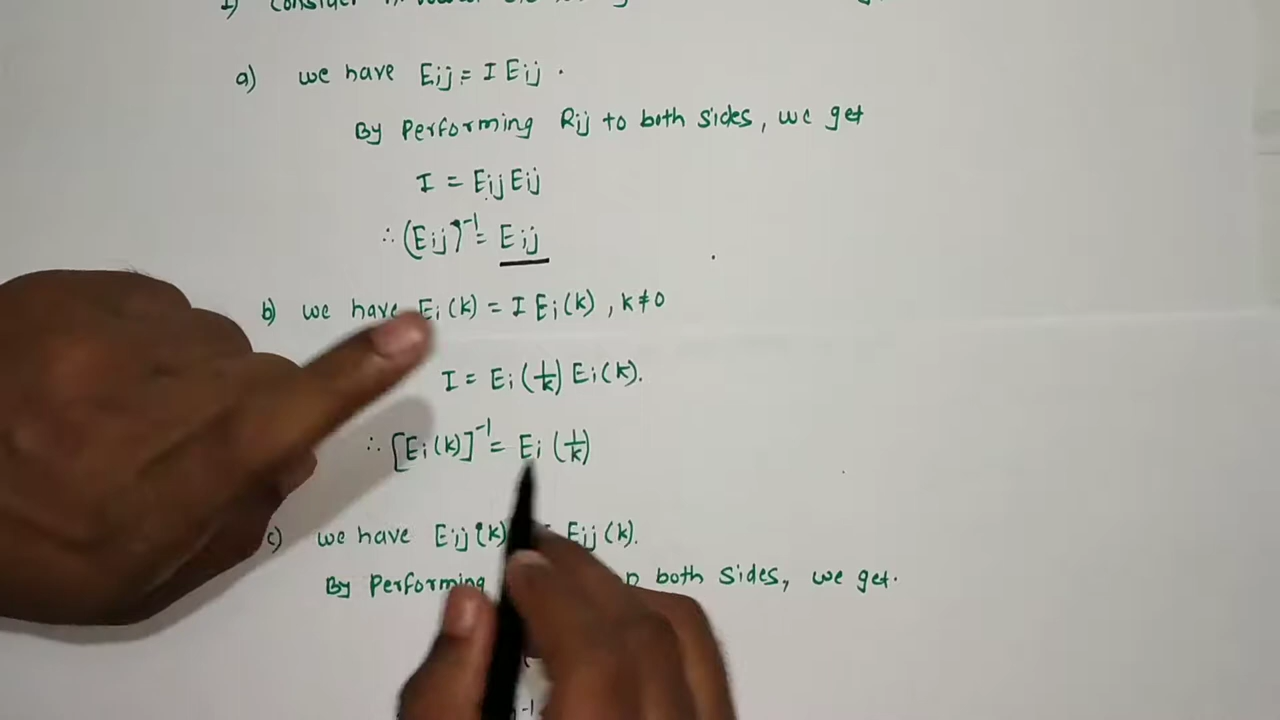 I) Consider
a) we have Eij = I Eij .
By Performing Rij to both sides, we get
I = Eij Eij
∴ (Eij)⁻¹ = Eij
b) we have Ei(k) = I Ei(k) , k≠0
I = Ei(1/k) Ei(k).
∴ [Ei(k)]⁻¹ = Ei(1/k)
c) we have Eij(k) Eij(k).
By Performing both sides, we get.
-1